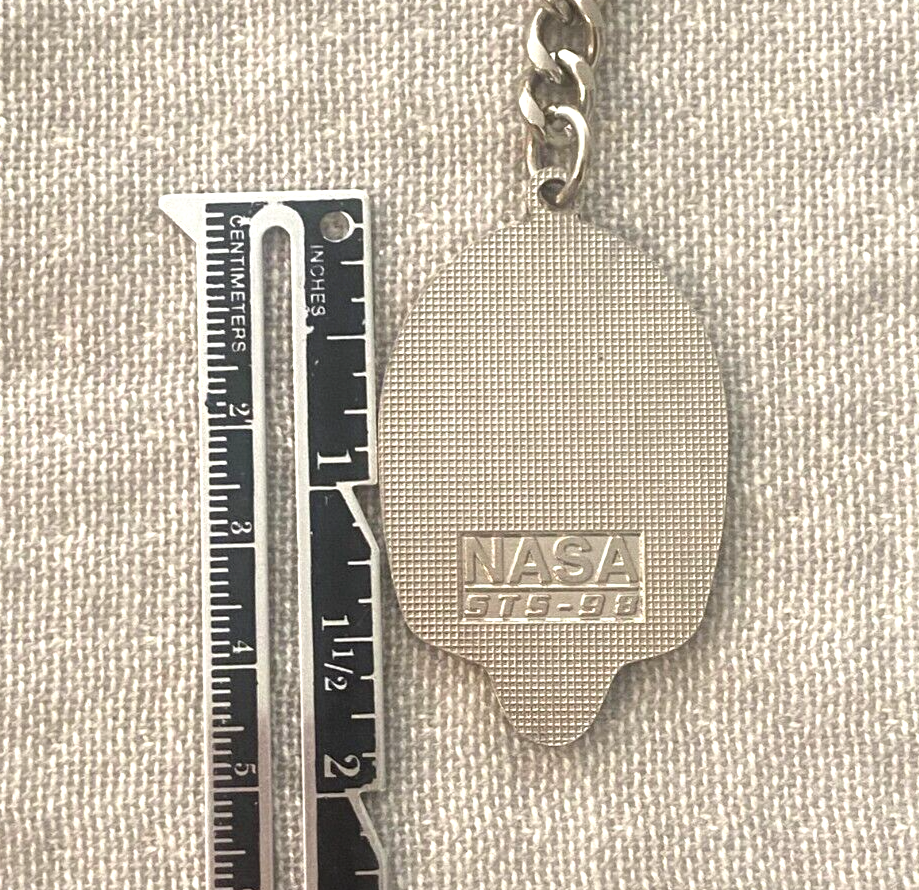 CENTIMETERS
2
3
4
5
INCHES
1
1 1/2
2
NASA
STS-98